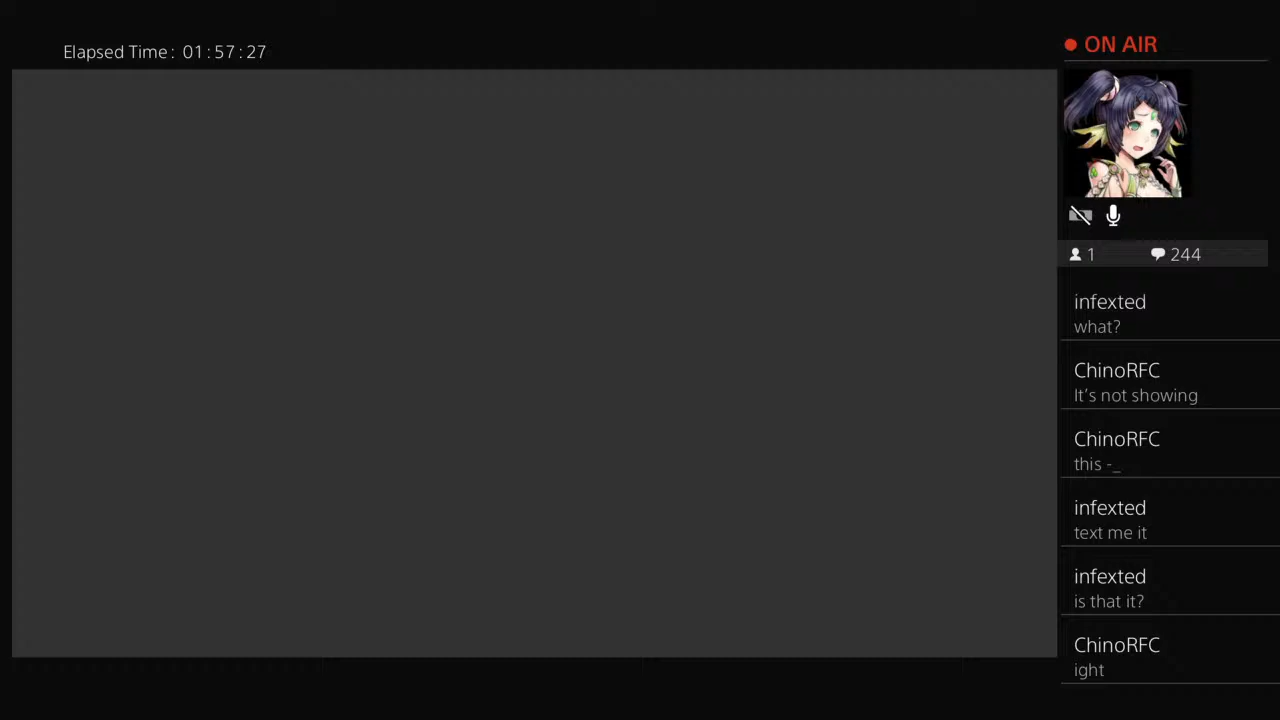 Elapsed Time: 01:57:27
ON AIR
1 244
infexted
what?
ChinoRFC
It's not showing
ChinoRFC
this -_
infexted
text me it
infexted
is that it?
ChinoRFC
ight